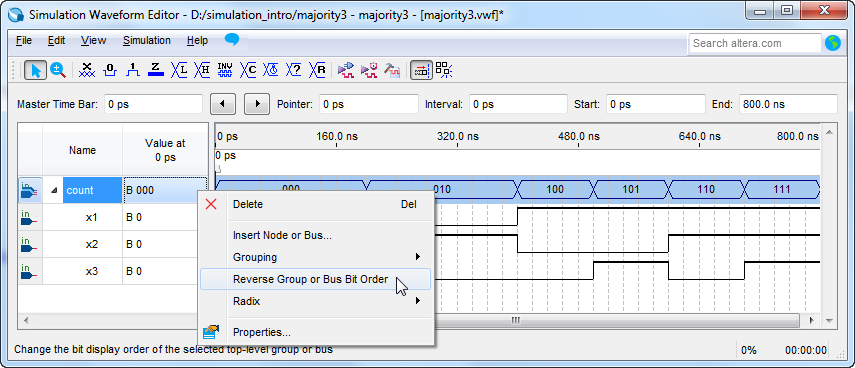 Simulation Waveform Editor - D:/simulation_intro/majority3 - majority3 - [majority3.vwf]*
File Edit View Simulation Help Search altera.com
Master Time Bar: 0 ps Pointer: 0 ps Interval: 0 ps Start: 0 ps End: 800.0 ns
Name Value at 0 ps 0 ps 160.0 ns 320.0 ns 480.0 ns 640.0 ns 800.0 ns
0 ps
in count B 000 000 010 100 101 110 111
in x1 B 0
in x2 B 0
in x3 B 0
Delete Del
Insert Node or Bus...
Grouping
Reverse Group or Bus Bit Order
Radix
Properties...
Change the bit display order of the selected top-level group or bus 0% 00:00:00